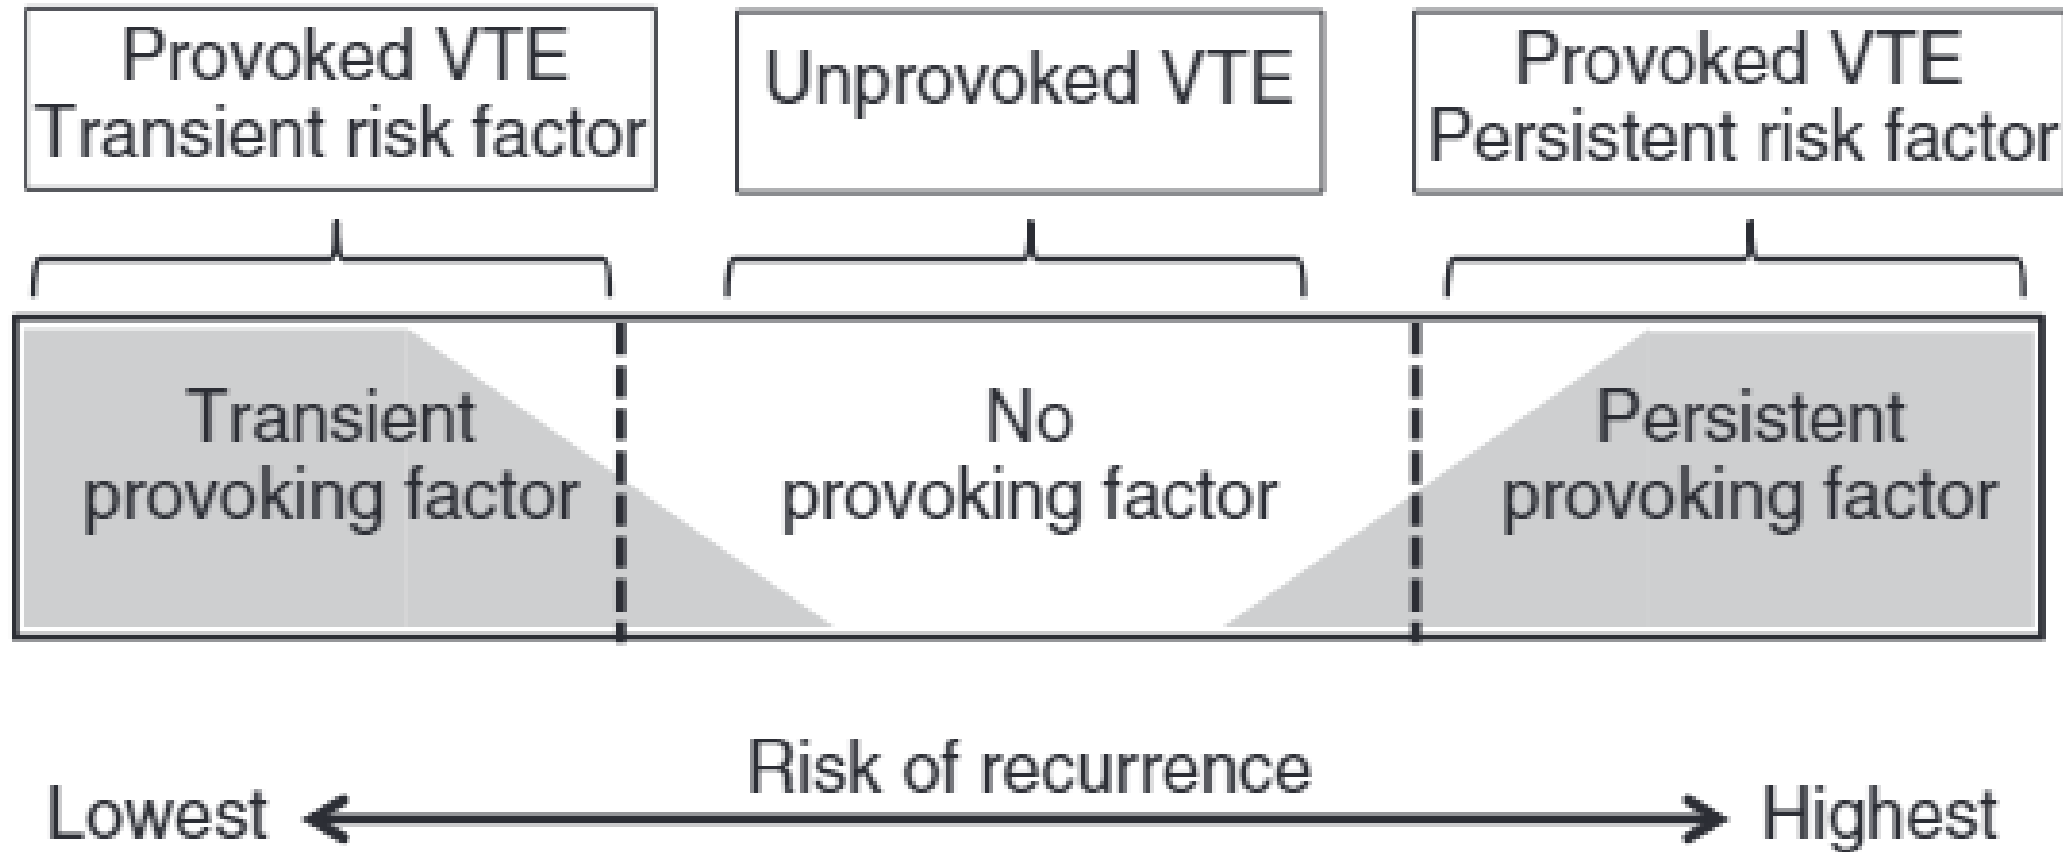 Provoked VTE
Transient risk factor
Unprovoked VTE
Provoked VTE
Persistent risk factor
Transient
provoking factor
No
provoking factor
Persistent
provoking factor
Risk of recurrence
Lowest
Highest